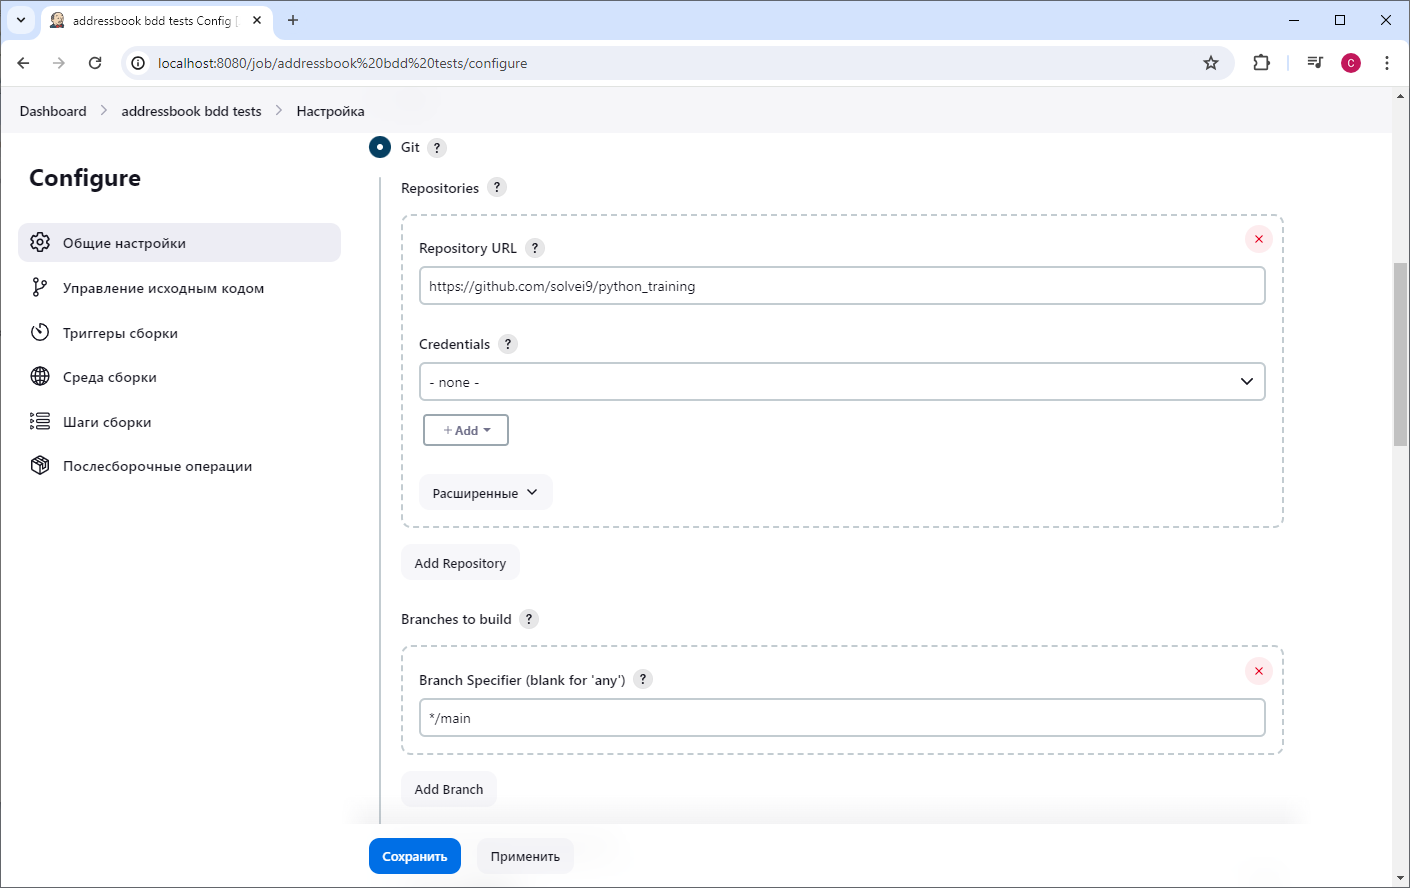 addressbook bdd tests Config [
localhost:8080/job/addressbook%20bdd%20tests/configure
C
Dashboard addressbook bdd tests Настройка
Configure
Общие настройки
Управление исходным кодом
Триггеры сборки
Среда сборки
Шаги сборки
Послесборочные операции
Git ?
Repositories ?
Repository URL ?
https://github.com/solvei9/python_training
Credentials ?
- none -
+ Add
Расширенные
Add Repository
Branches to build ?
Branch Specifier (blank for 'any') ?
*/main
Add Branch
Сохранить Применить